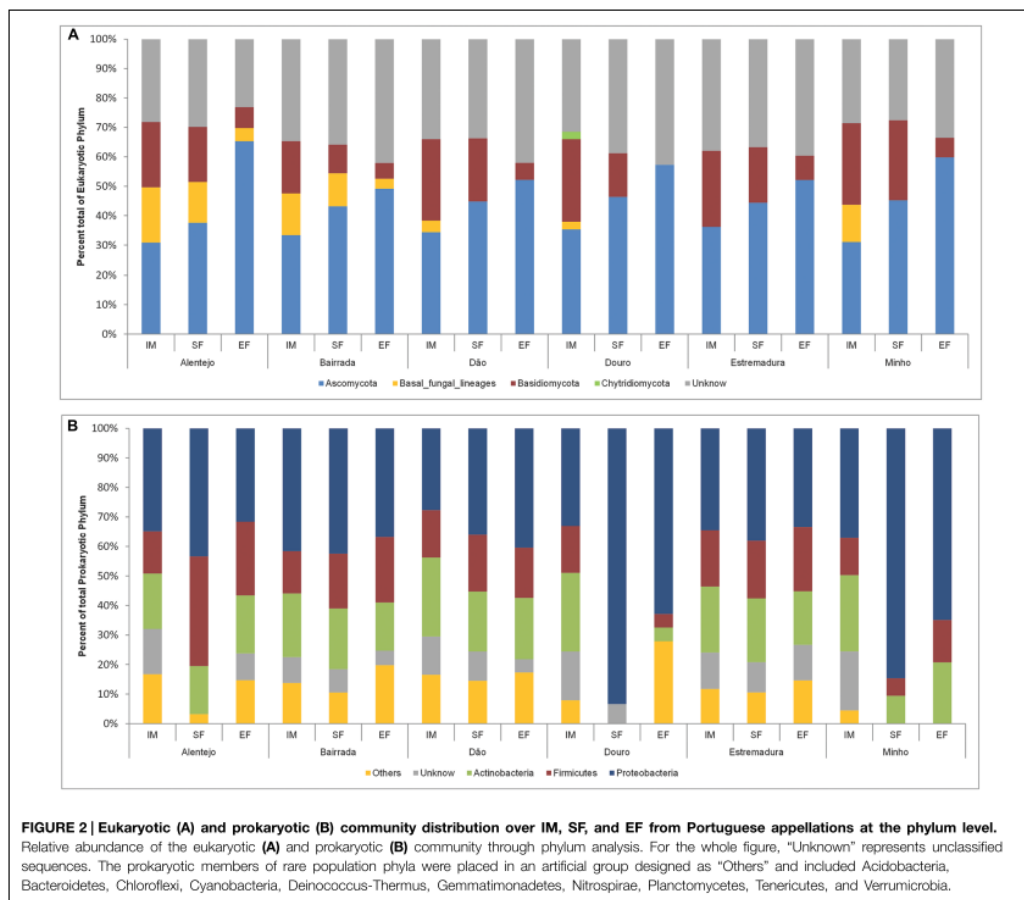 A
100%
90%
80%
70%
60%
50%
40%
30%
20%
10%
0%
Percent total of Eukaryotic Phylum
IM SF EF IM SF EF IM SF EF IM SF EF IM SF EF IM SF EF
Alentejo Bairrada Dão Douro Estremadura Minho
Ascomycota Basal_fungal_lineages Basidiomycota Chytridiomycota Unknow
B
100%
90%
80%
70%
60%
50%
40%
30%
20%
10%
0%
Percent of total Prokaryotic Phylum
IM SF EF IM SF EF IM SF EF IM SF EF IM SF EF IM SF EF
Alentejo Bairrada Dão Douro Estremadura Minho
Others Unknow Actinobacteria Firmicutes Proteobacteria
FIGURE 2 | Eukaryotic (A) and prokaryotic (B) community distribution over IM, SF, and EF from Portuguese appellations at the phylum level.
Relative abundance of the eukaryotic (A) and prokaryotic (B) community through phylum analysis. For the whole figure, “Unknown” represents unclassified
sequences. The prokaryotic members of rare population phyla were placed in an artificial group designed as “Others” and included Acidobacteria,
Bacteroidetes, Chloroflexi, Cyanobacteria, Deinococcus-Thermus, Gemmatimonadetes, Nitrospirae, Planctomycetes, Tenericutes, and Verrumicrobia.